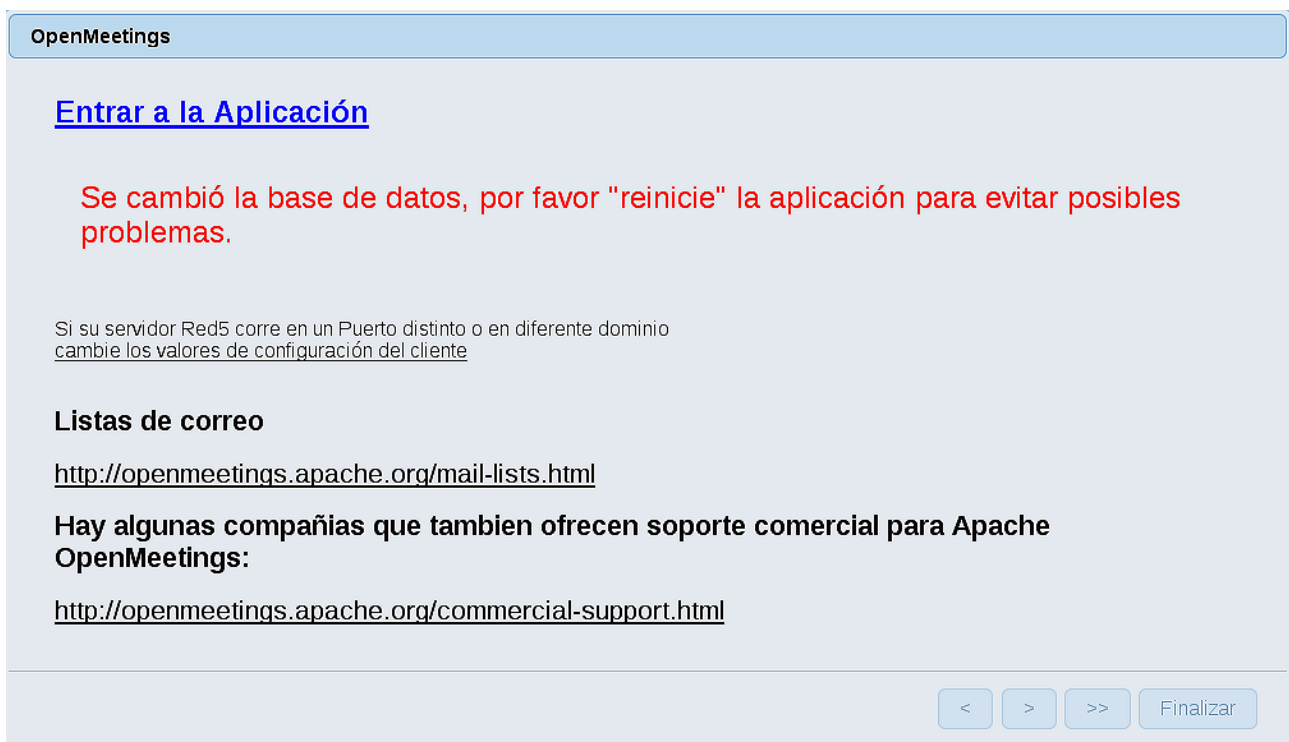 OpenMeetings
Entrar a la Aplicación
Se cambió la base de datos, por favor "reinicie" la aplicación para evitar posibles
problemas.
Si su servidor Red5 corre en un Puerto distinto o en diferente dominio
cambie los valores de configuración del cliente
Listas de correo
http://openmeetings.apache.org/mail-lists.html
Hay algunas compañias que tambien ofrecen soporte comercial para Apache
OpenMeetings:
http://openmeetings.apache.org/commercial-support.html
< > >> Finalizar